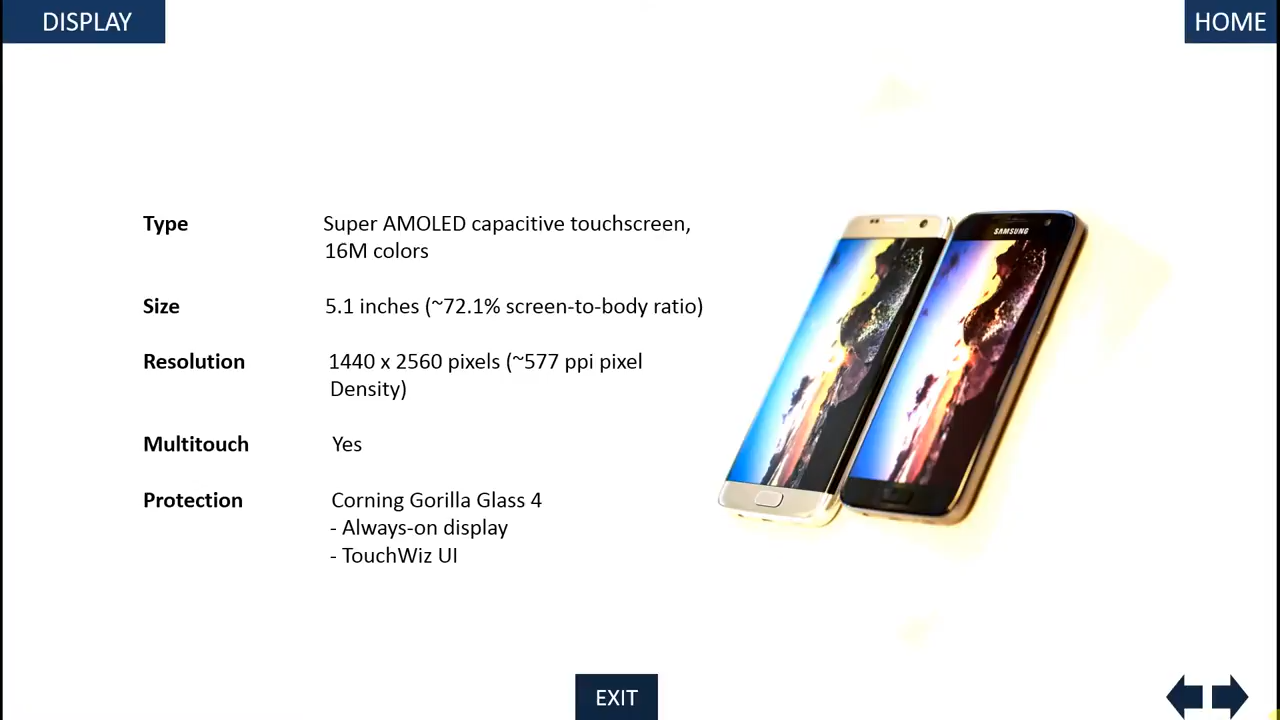 DISPLAY
HOME
Type Super AMOLED capacitive touchscreen,
16M colors
Size 5.1 inches (~72.1% screen-to-body ratio)
Resolution 1440 x 2560 pixels (~577 ppi pixel
Density)
Multitouch Yes
Protection Corning Gorilla Glass 4
- Always-on display
- TouchWiz UI
SAMSUNG
EXIT